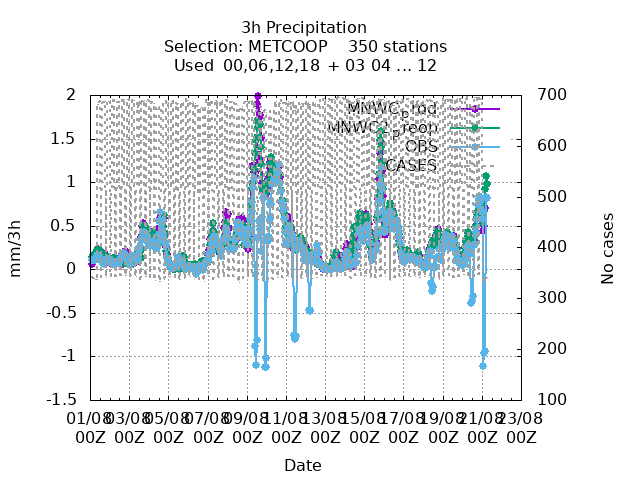 3h Precipitation
Selection: METCOOP 350 stations
Used 00,06,12,18 + 03 04 ... 12
MNWC_prod
MNWC2_preop
OBS
CASES
2
1.5
1
0.5
0
-0.5
-1
-1.5
700
600
500
400
300
200
100
mm/3h
No cases
01/08 03/08 05/08 07/08 09/08 11/08 13/08 15/08 17/08 19/08 21/08 23/08
00Z 00Z 00Z 00Z 00Z 00Z 00Z 00Z 00Z 00Z 00Z 00Z
Date